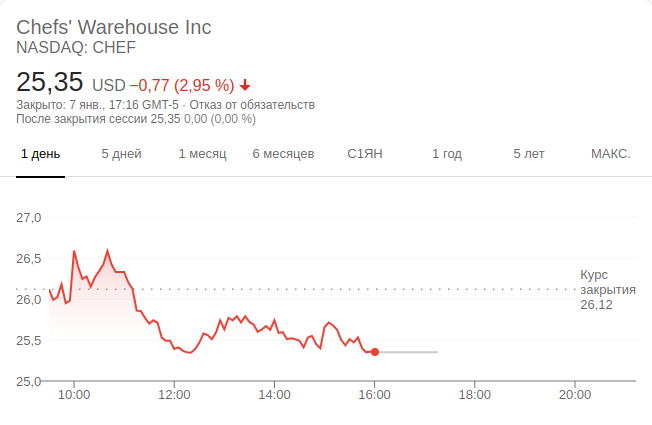 Chefs' Warehouse Inc
NASDAQ: CHEF
25,35 USD −0,77 (2,95 %)
Закрыто: 7 янв., 17:16 GMT-5 · Отказ от обязательств
После закрытия сессии 25,35 0,00 (0,00 %)
1 день 5 дней 1 месяц 6 месяцев С1ЯН 1 год 5 лет МАКС.
27,0
26,5
Курс
закрытия
26,12
26,0
25,5
25,0
10:00 12:00 14:00 16:00 18:00 20:00